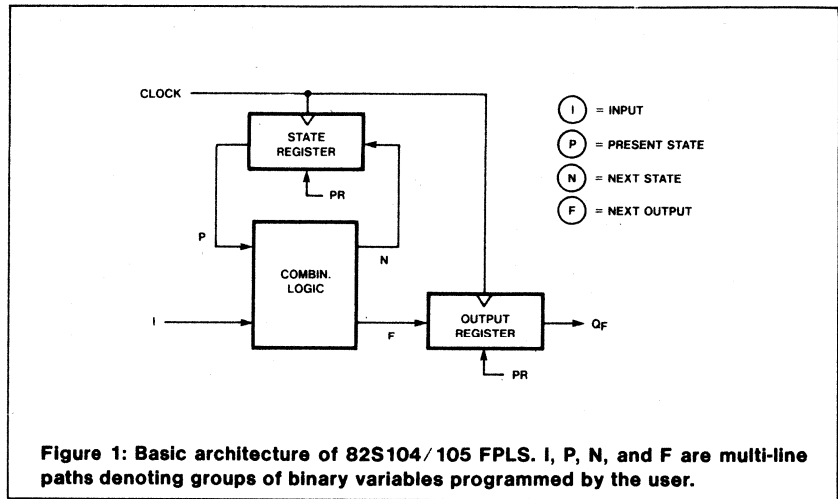 CLOCK
STATE
REGISTER
PR
P
N
COMBIN.
LOGIC
I
F
OUTPUT
REGISTER
QF
PR
I = INPUT
P = PRESENT STATE
N = NEXT STATE
F = NEXT OUTPUT
Figure 1: Basic architecture of 82S104/105 FPLS. I, P, N, and F are multi-line
paths denoting groups of binary variables programmed by the user.